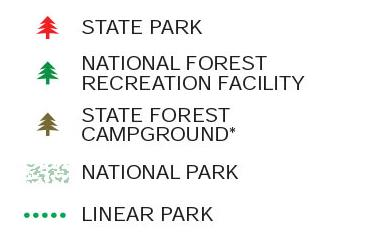 STATE PARK
NATIONAL FOREST
RECREATION FACILITY
STATE FOREST
CAMPGROUND*
NATIONAL PARK
LINEAR PARK